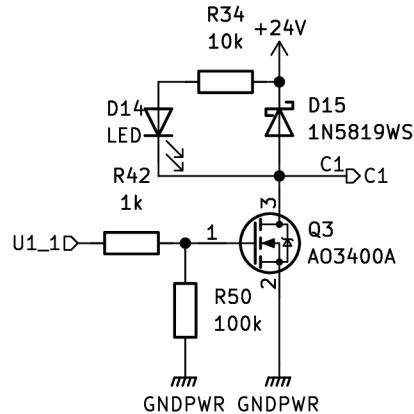 R34
+24V
10k
D14
LED
D15
1N5819WS
R42
1k
C1
C1
3
Q3
AO3400A
1
2
U1_1
R50
100k
GNDPWR
GNDPWR